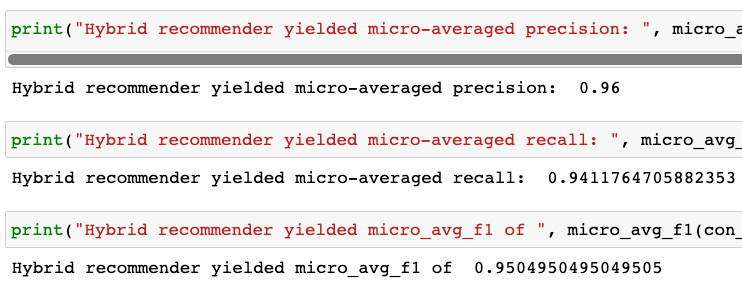 print("Hybrid recommender yielded micro-averaged precision: ", micro_a
Hybrid recommender yielded micro-averaged precision:  0.96
print("Hybrid recommender yielded micro-averaged recall: ", micro_avg_
Hybrid recommender yielded micro-averaged recall:  0.9411764705882353
print("Hybrid recommender yielded micro_avg_f1 of ", micro_avg_f1(con_
Hybrid recommender yielded micro_avg_f1 of  0.9504950495049505